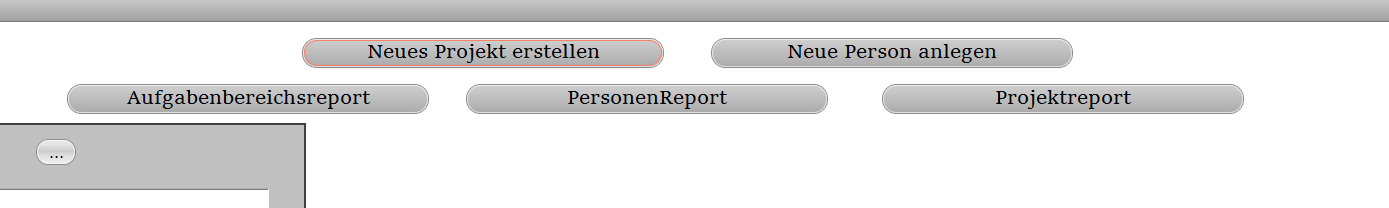 Neues Projekt erstellen Neue Person anlegen
Aufgabenbereichsreport PersonenReport Projektreport
...